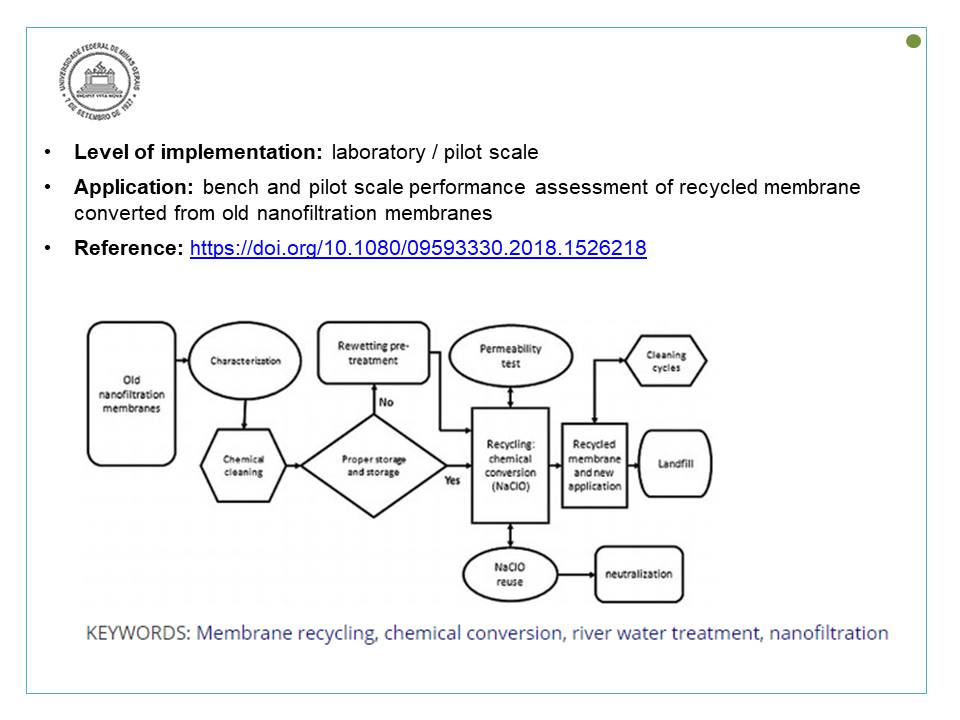 UNIVERSIDADE FEDERAL DE MINAS GERAIS
INCIPIT VITA NOVA
• 7 DE SETEMBRO DE 1927 •
• Level of implementation: laboratory / pilot scale
• Application: bench and pilot scale performance assessment of recycled membrane
converted from old nanofiltration membranes
• Reference: https://doi.org/10.1080/09593330.2018.1526218
Old
nanofiltration
membranes
Characterization
Chemical
cleaning
Rewetting pre-
treatment
No
Proper storage
and storage
Yes
Permeability
test
Recycling:
chemical
conversion
(NaClO)
NaClO
reuse
neutralization
Recycled
membrane
and new
application
Cleaning
cycles
Landfill
KEYWORDS: Membrane recycling, chemical conversion, river water treatment, nanofiltration